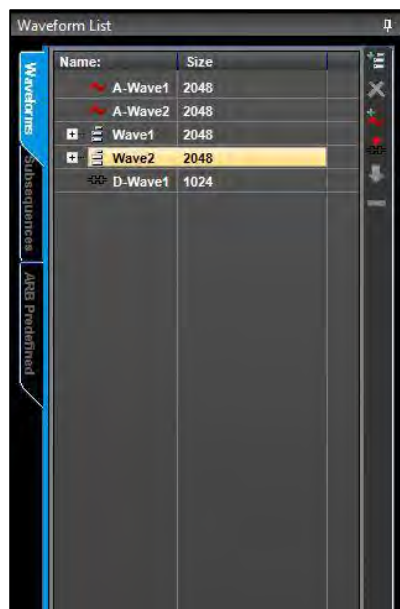 Waveform List
Waveforms
Subsequences
ARB Predefined
Name: Size
A-Wave1 2048
A-Wave2 2048
Wave1 2048
Wave2 2048
D-Wave1 1024